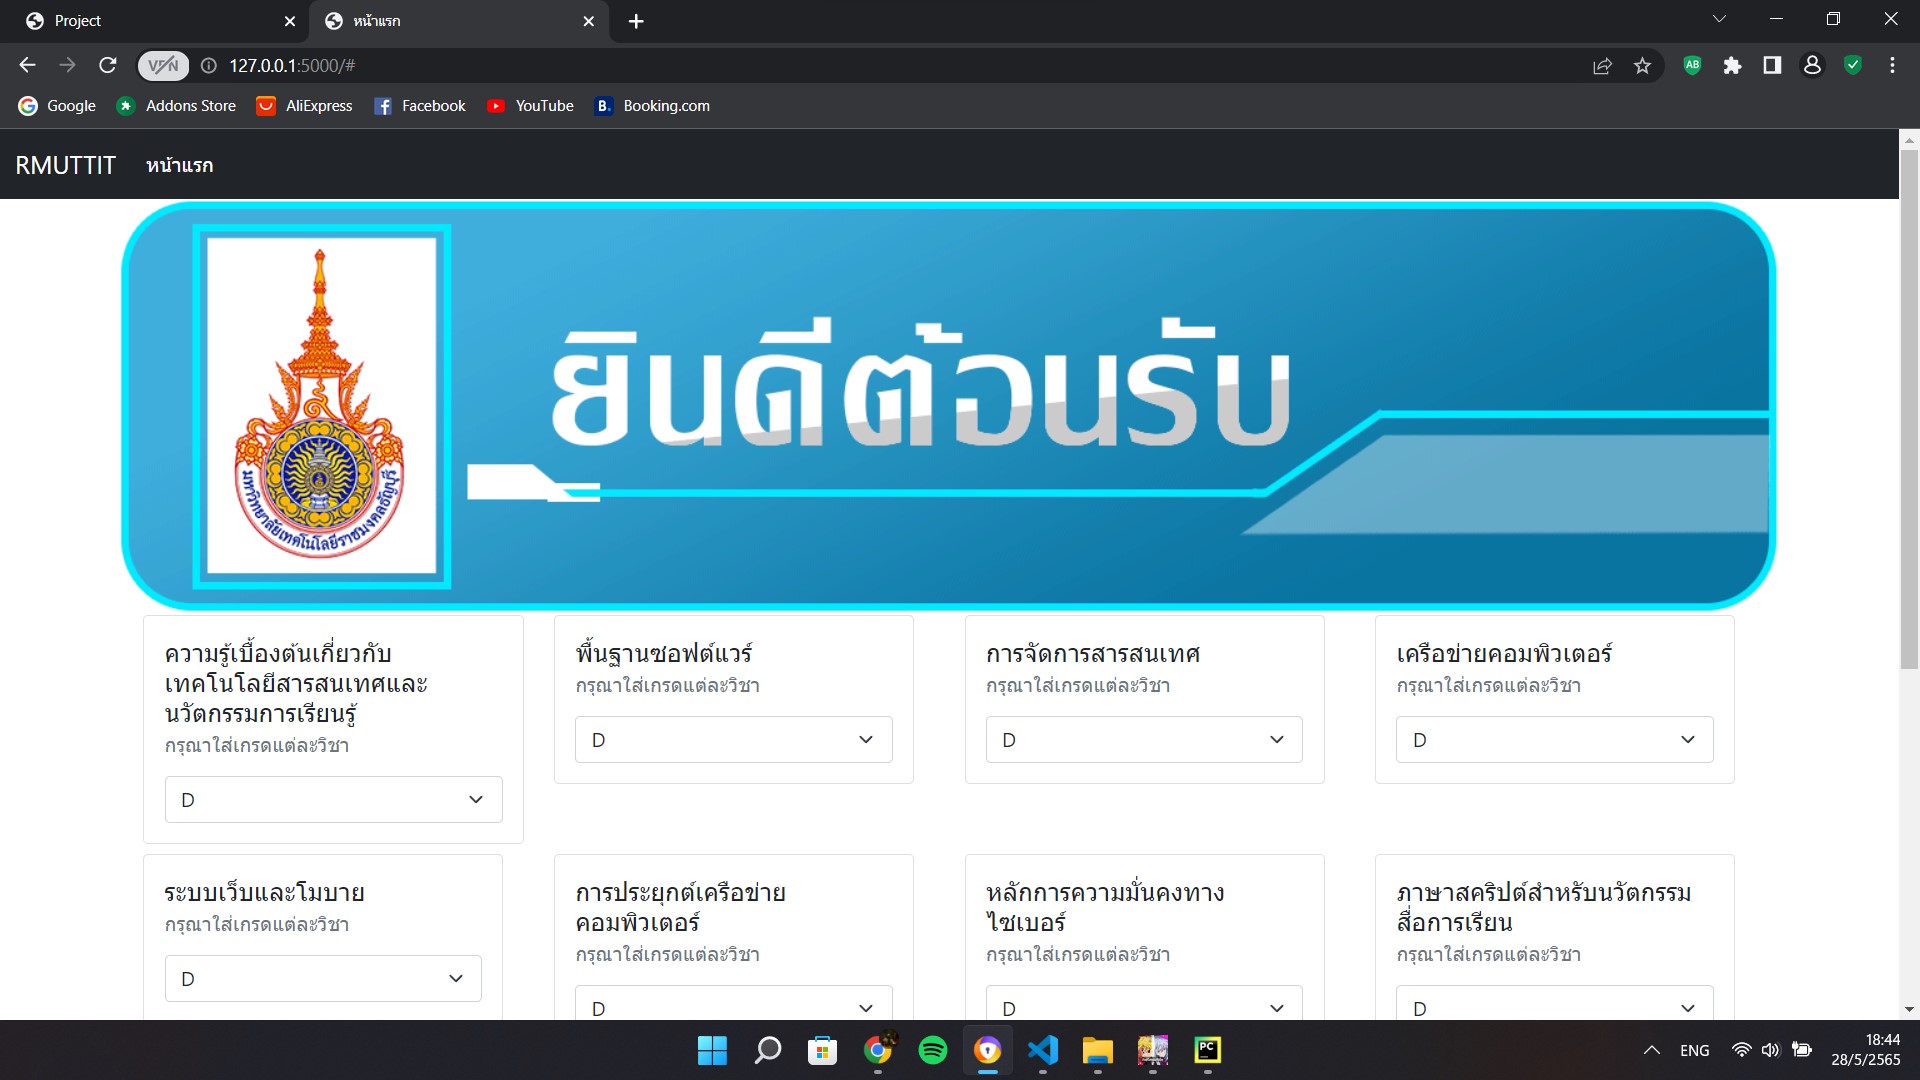 Project
หน้าแรก
VPN
127.0.0.1:5000/#
AB
Google
Addons Store
AliExpress
Facebook
B.
YouTube
Booking.com
RMUTTIT
หน้าแรก
ยินดีต้อนรับ
มหาวิทยาลัยเทคโนโลยีราชมงคลธัญบุรี
ความรู้เบื้องต้นเกี่ยวกับ
เทคโนโลยีสารสนเทศและ
นวัตกรรมการเรียนรู้
กรุณาใส่เกรดแต่ละวิชา
D
พื้นฐานซอฟต์แวร์
กรุณาใส่เกรดแต่ละวิชา
D
การจัดการสารสนเทศ
กรุณาใส่เกรดแต่ละวิชา
D
เครือข่ายคอมพิวเตอร์
กรุณาใส่เกรดแต่ละวิชา
D
ระบบเว็บและโมบาย
กรุณาใส่เกรดแต่ละวิชา
D
การประยุกต์เครือข่าย
คอมพิวเตอร์
กรุณาใส่เกรดแต่ละวิชา
D
หลักการความมั่นคงทาง
ไซเบอร์
กรุณาใส่เกรดแต่ละวิชา
D
ภาษาสคริปต์สำหรับนวัตกรรม
สื่อการเรียน
กรุณาใส่เกรดแต่ละวิชา
D
PC
ENG
18:44
28/5/2565